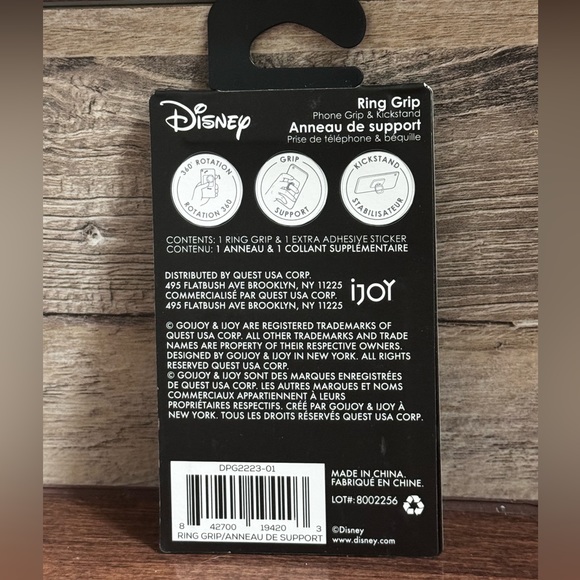 Disney
Ring Grip
Phone Grip & Kickstand
Anneau de support
Prise de téléphone & béquille
360° ROTATION
ROTATION 360
GRIP
SUPPORT
KICKSTAND
STABILISATEUR
CONTENTS: 1 RING GRIP & 1 EXTRA ADHESIVE STICKER
CONTENU: 1 ANNEAU & 1 COLLANT SUPPLÉMENTAIRE
DISTRIBUTED BY QUEST USA CORP.
495 FLATBUSH AVE BROOKLYN, NY 11225
COMMERCIALISÉ PAR QUEST USA CORP.
495 FLATBUSH AVE BROOKLYN, NY 11225
iJOY
© GOIJOY & IJOY ARE REGISTERED TRADEMARKS OF
QUEST USA CORP. ALL OTHER TRADEMARKS AND TRADE
NAMES ARE PROPERTY OF THEIR RESPECTIVE OWNERS.
DESIGNED BY GOIJOY & IJOY IN NEW YORK. ALL RIGHTS
RESERVED QUEST USA CORP.
© GOIJOY & IJOY SONT DES MARQUES ENREGISTRÉES
DE QUEST USA CORP. LES AUTRES MARQUES ET NOMS
COMMERCIAUX APPARTIENNENT À LEURS
PROPRIÉTAIRES RESPECTIFS. CRÉÉ PAR GOIJOY & IJOY À
NEW YORK. TOUS LES DROITS RÉSERVÉS QUEST USA CORP.
DPG2223-01
8 42700 19420 3
RING GRIP/ANNEAU DE SUPPORT
MADE IN CHINA.
FABRIQUÉ EN CHINE.
LOT#: 8002256
©Disney
www.disney.com